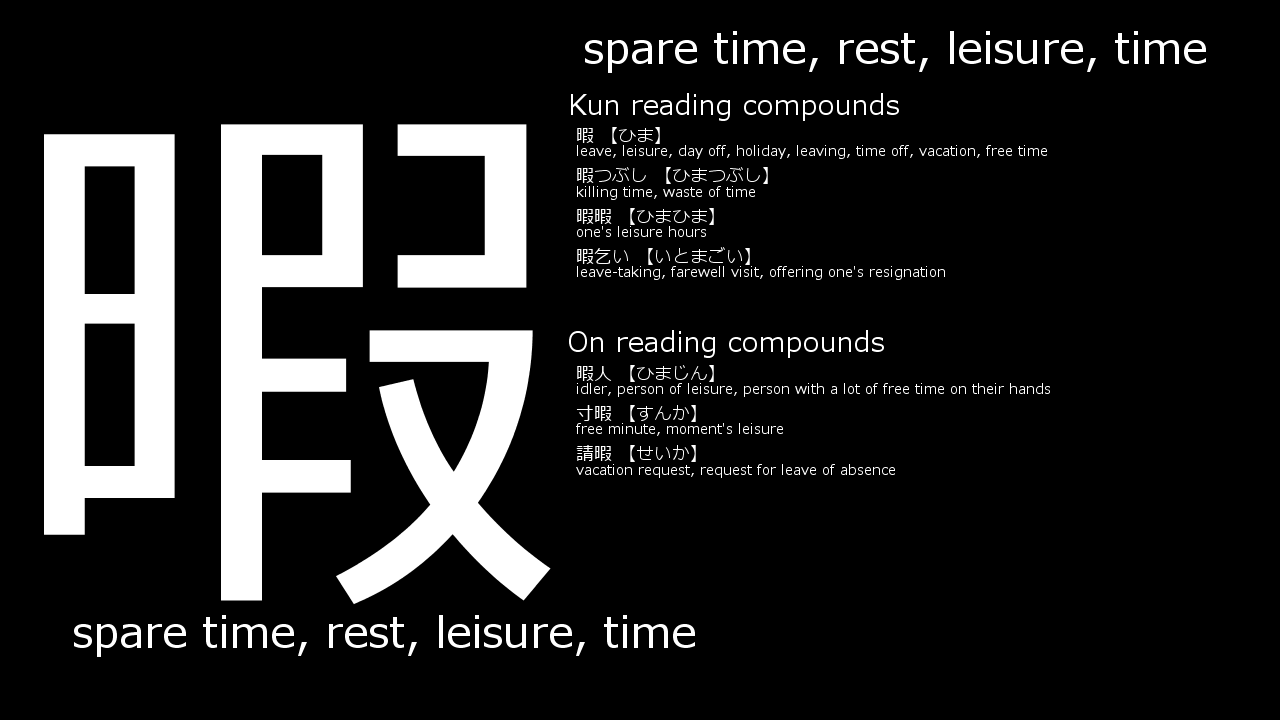 spare time, rest, leisure, time
暇
Kun reading compounds
暇 【ひま】
leave, leisure, day off, holiday, leaving, time off, vacation, free time
暇つぶし 【ひまつぶし】
killing time, waste of time
暇暇 【ひまひま】
one's leisure hours
暇乞い 【いとまごい】
leave-taking, farewell visit, offering one's resignation
On reading compounds
暇人 【ひまじん】
idler, person of leisure, person with a lot of free time on their hands
寸暇 【すんか】
free minute, moment's leisure
請暇 【せいか】
vacation request, request for leave of absence
spare time, rest, leisure, time